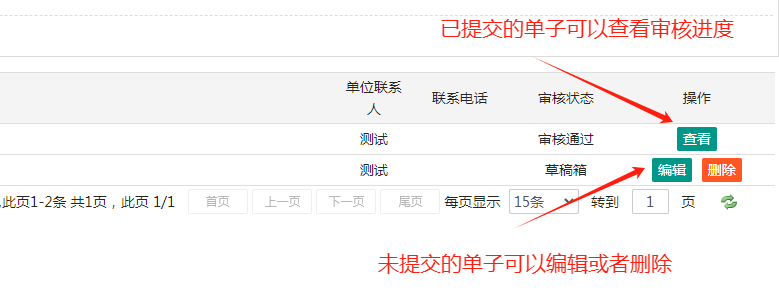 已提交的单子可以查看审核进度
单位联系人 联系电话 审核状态 操作
测试 审核通过 查看
测试 草稿箱 编辑 删除
此页1-2条 共1页，此页 1/1 首页 上一页 下一页 尾页 每页显示 15条 转到 1 页
未提交的单子可以编辑或者删除